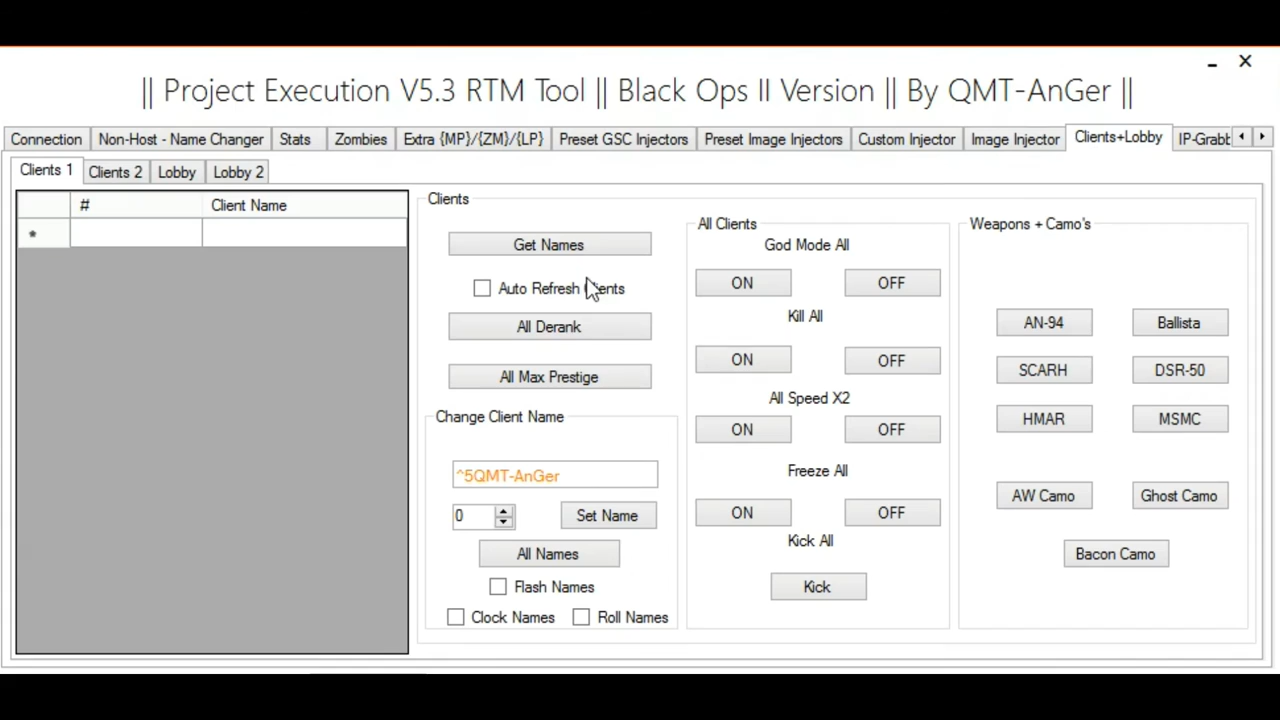 || Project Execution V5.3 RTM Tool || Black Ops II Version || By QMT-AnGer ||
Connection Non-Host - Name Changer Stats Zombies Extra {MP}/{ZM}/{LP} Preset GSC Injectors Preset Image Injectors Custom Injector Image Injector Clients+Lobby IP-Grabb
Clients 1 Clients 2 Lobby Lobby 2
# Client Name
*
Clients
Get Names
Auto Refresh Clients
All Derank
All Max Prestige
Change Client Name
^5QMT-AnGer
0 Set Name
All Names
Flash Names
Clock Names Roll Names
All Clients
God Mode All
ON OFF
Kill All
ON OFF
All Speed X2
ON OFF
Freeze All
ON OFF
Kick All
Kick
Weapons + Camo's
AN-94 Ballista
SCARH DSR-50
HMAR MSMC
AW Camo Ghost Camo
Bacon Camo